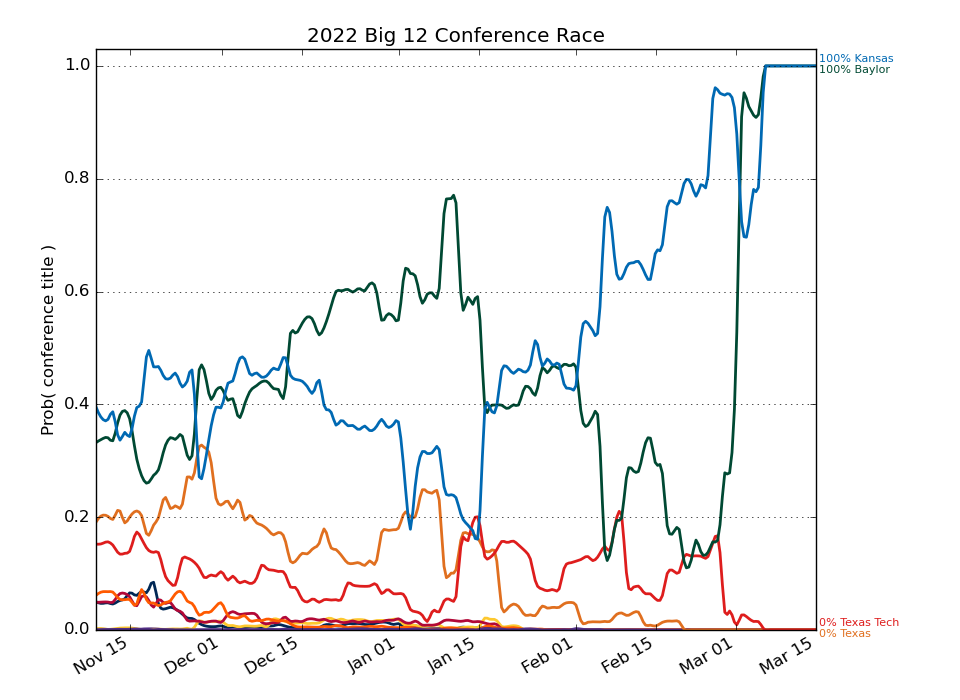 2022 Big 12 Conference Race
Prob( conference title )
1.0
0.8
0.6
0.4
0.2
0.0
100% Kansas
100% Baylor
0% Texas Tech
0% Texas
Nov 15
Dec 01
Dec 15
Jan 01
Jan 15
Feb 01
Feb 15
Mar 01
Mar 15